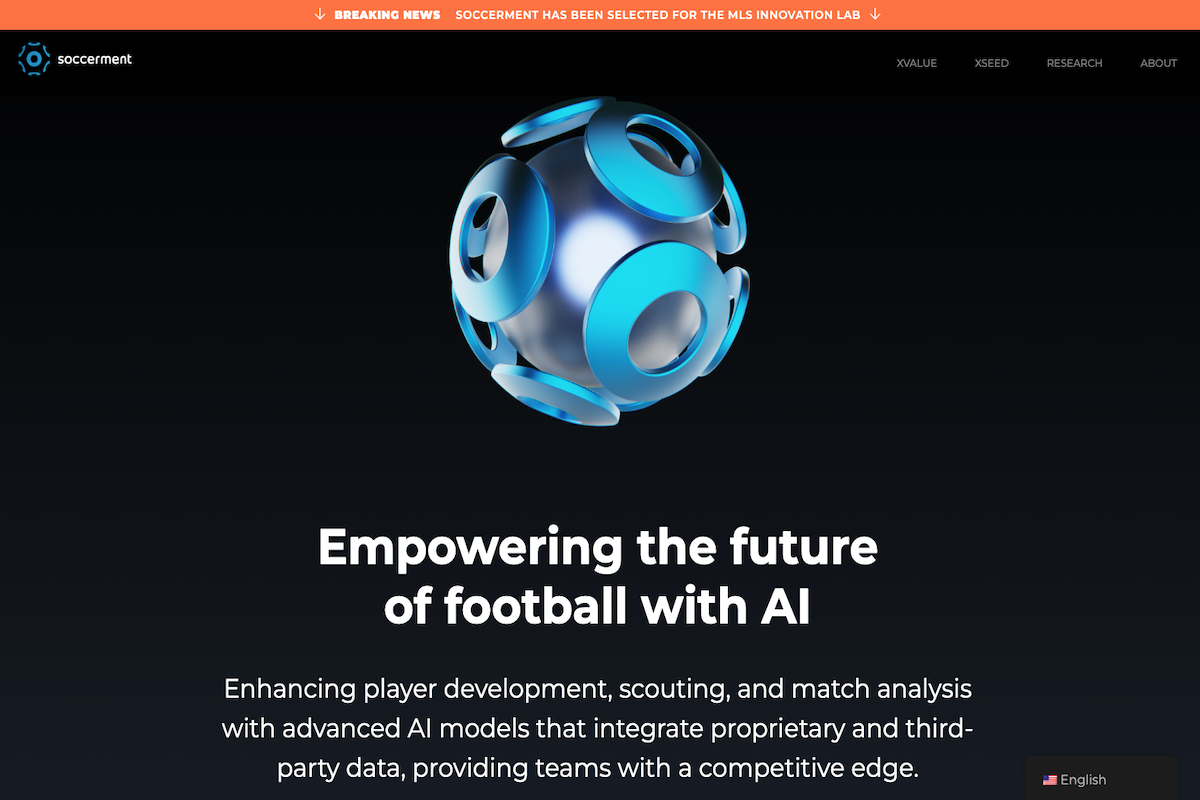 BREAKING NEWS SOCCERMENT HAS BEEN SELECTED FOR THE MLS INNOVATION LAB
soccerment
XVALUE
XSEED
RESEARCH
ABOUT
Empowering the future
of football with AI
Enhancing player development, scouting, and match analysis
with advanced AI models that integrate proprietary and third-
party data, providing teams with a competitive edge.
English